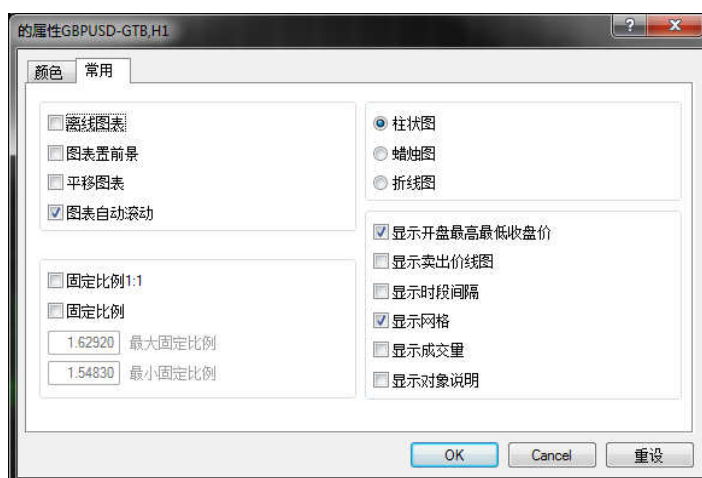 的属性GBPUSD-GTB,H1
颜色 常用
离线图表
图表置前景
平移图表
图表自动滚动
固定比例1:1
固定比例
1.62920 最大固定比例
1.54830 最小固定比例
柱状图
蜡烛图
折线图
显示开盘最高最低收盘价
显示卖出价线图
显示时段间隔
显示网格
显示成交量
显示对象说明
OK Cancel 重设